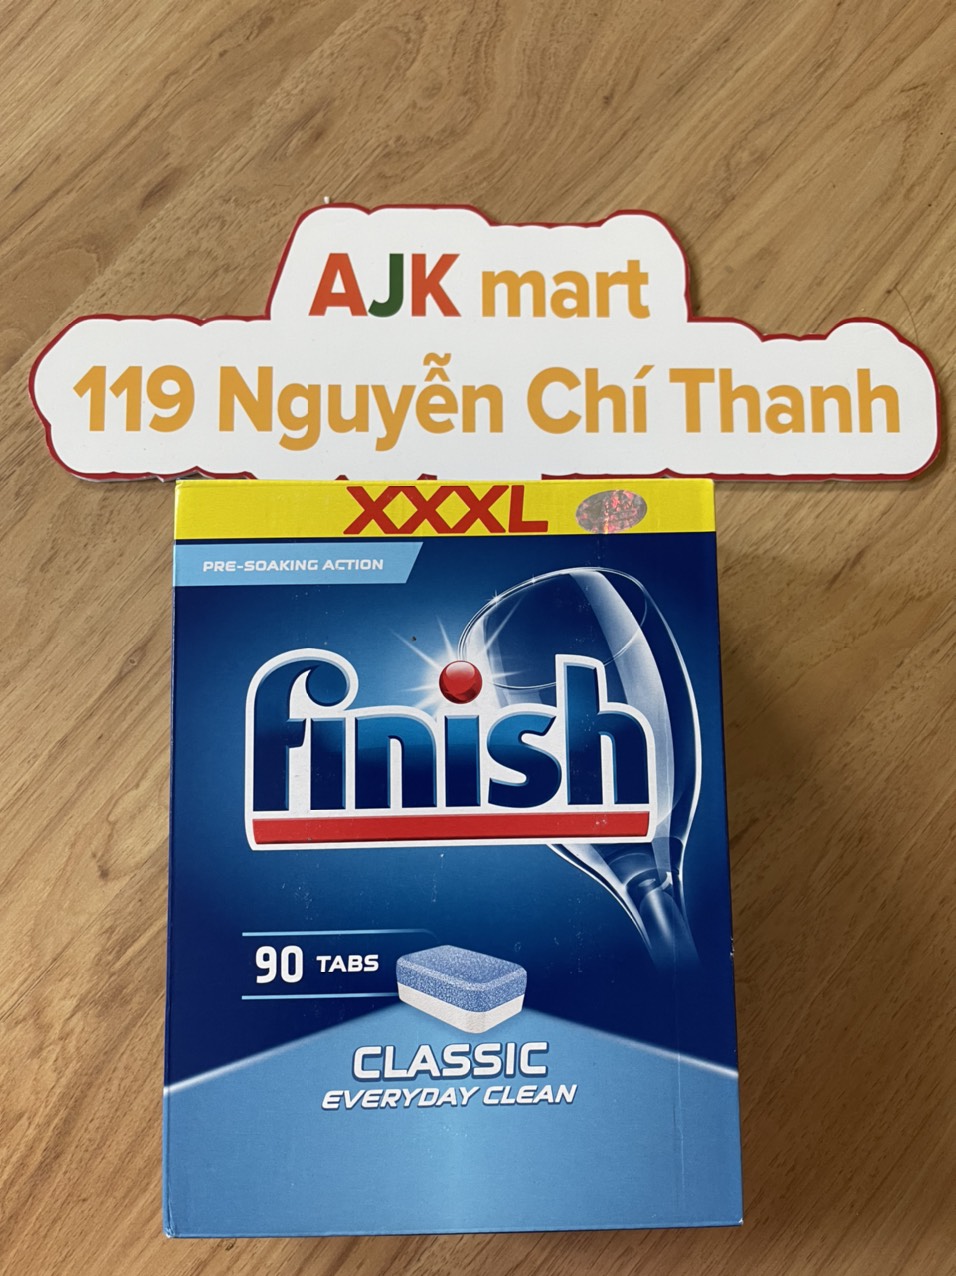 AJK mart
119 Nguyễn Chí Thanh
XXXL
PRE-SOAKING ACTION
finish
90 TABS
CLASSIC
EVERYDAY CLEAN